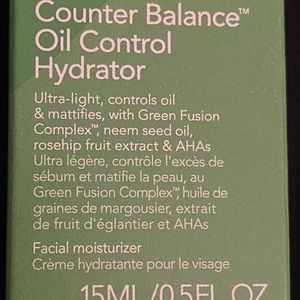 Counter Balance™
Oil Control
Hydrator
Ultra-light, controls oil
& mattifies, with Green Fusion
Complex™, neem seed oil,
rosehip fruit extract & AHAs
Ultra légère, contrôle l'excès de
sébum et matifie la peau, au
Green Fusion Complex™, huile de
graines de margousier, extrait
de fruit d'églantier et AHAs
Facial moisturizer
Crème hydratante pour le visage
15ML/0.5FL OZ